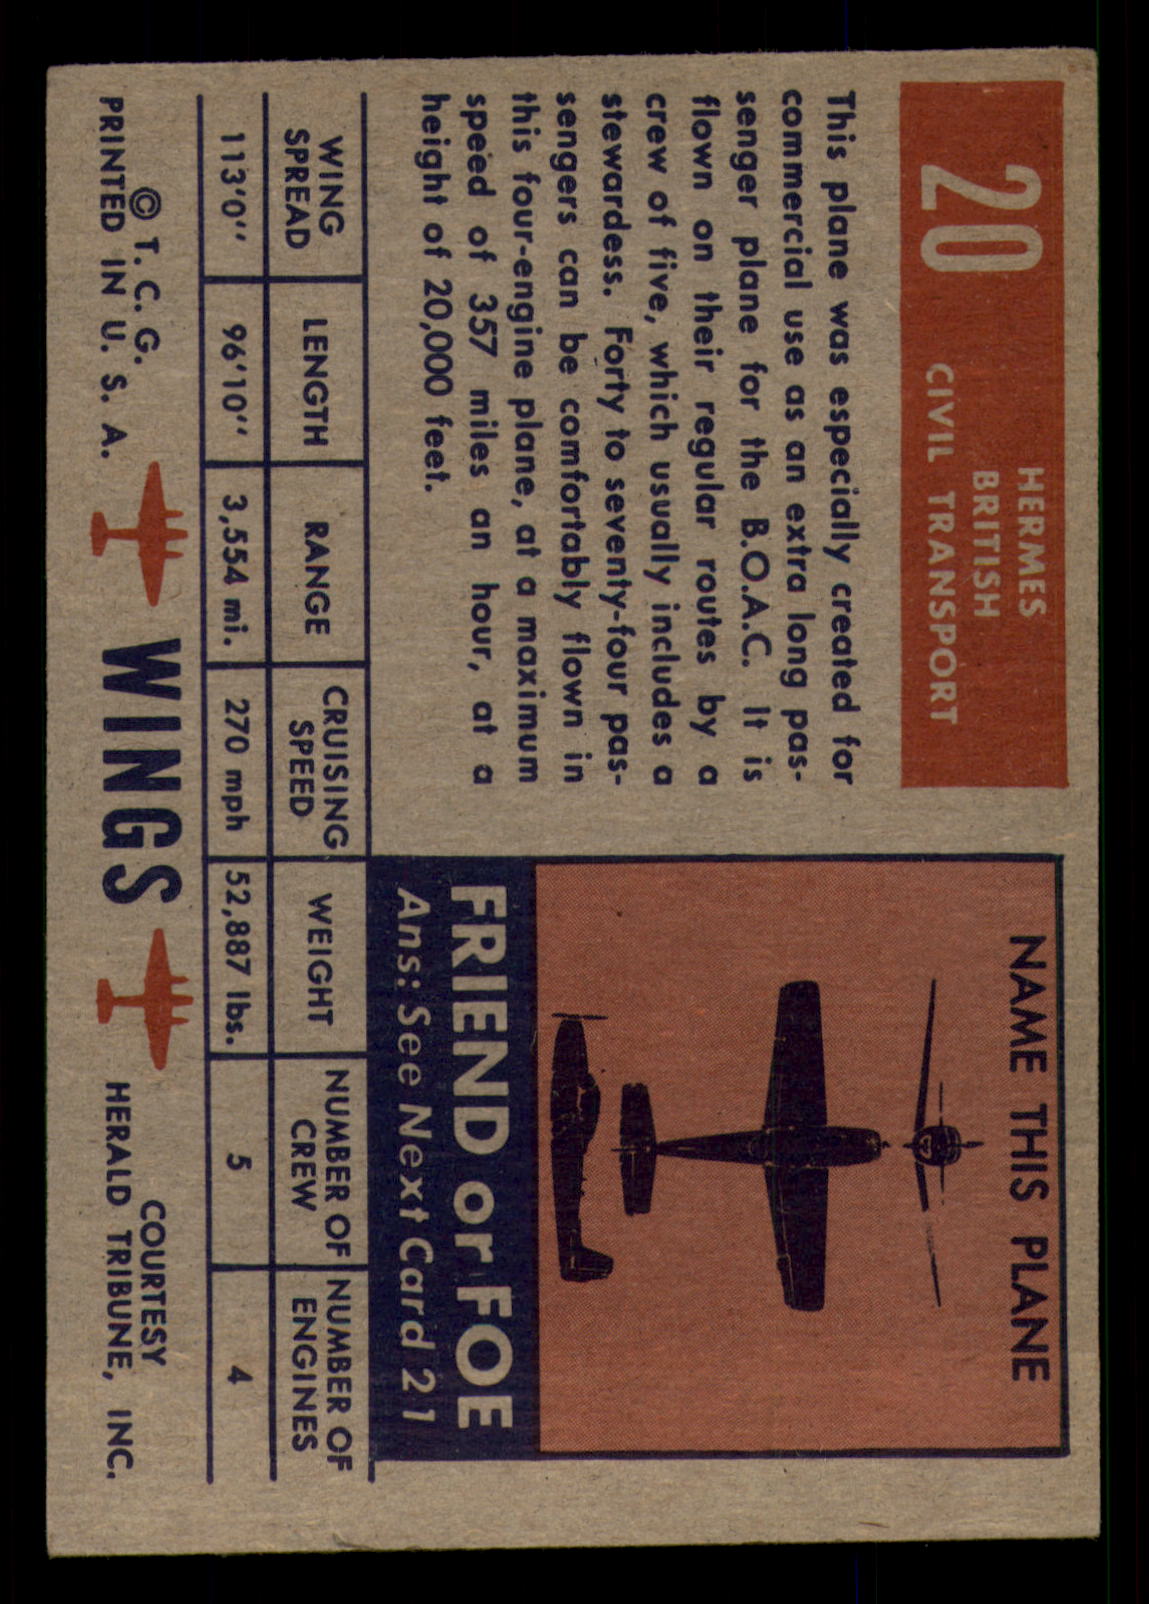 20
HERMES
BRITISH
CIVIL TRANSPORT
This plane was especially created for
commercial use as an extra long pas-
senger plane for the B.O.A.C. It is
flown on their regular routes by a
crew of five, which usually includes a
stewardess. Forty to seventy-four pas-
sengers can be comfortably flown in
this four-engine plane, at a maximum
speed of 357 miles an hour, at a
height of 20,000 feet.
NAME THIS PLANE
FRIEND or FOE
Ans: See Next Card 21
WING SPREAD LENGTH RANGE CRUISING SPEED WEIGHT NUMBER OF CREW NUMBER OF ENGINES
113'0'' 96'10'' 3,554 mi. 270 mph 52,887 lbs. 5 4
© T. C. G.
PRINTED IN U. S. A.
WINGS
COURTESY
HERALD TRIBUNE, INC.